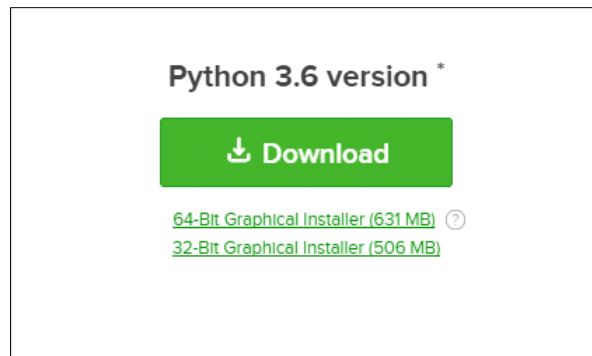 Python 3.6 version *
Download
64-Bit Graphical Installer (631 MB) ?
32-Bit Graphical Installer (506 MB)